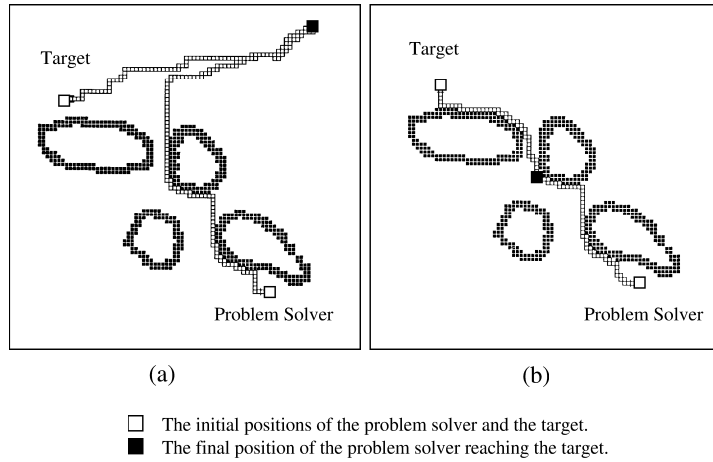 Target
Problem Solver
(a)
Target
Problem Solver
(b)
The initial positions of the problem solver and the target.
The final position of the problem solver reaching the target.